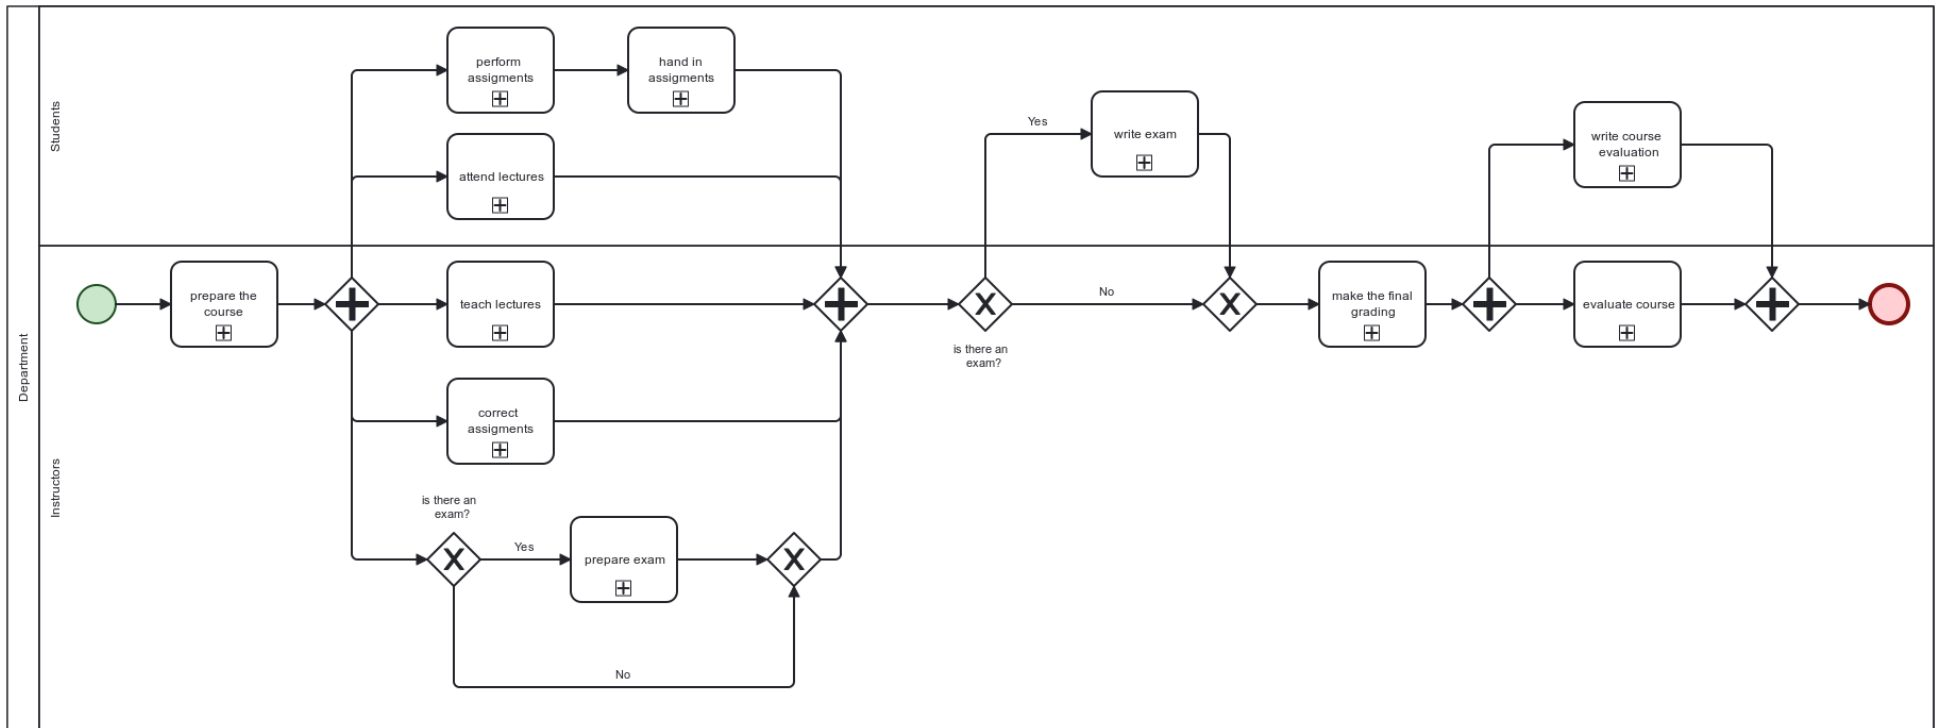 Department
Students
Instructors
perform
assigments
hand in
assigments
attend lectures
Yes
write exam
write course
evaluation
prepare the
course
teach lectures
is there an
exam?
No
make the final
grading
evaluate course
correct
assigments
is there an
exam?
Yes
prepare exam
No